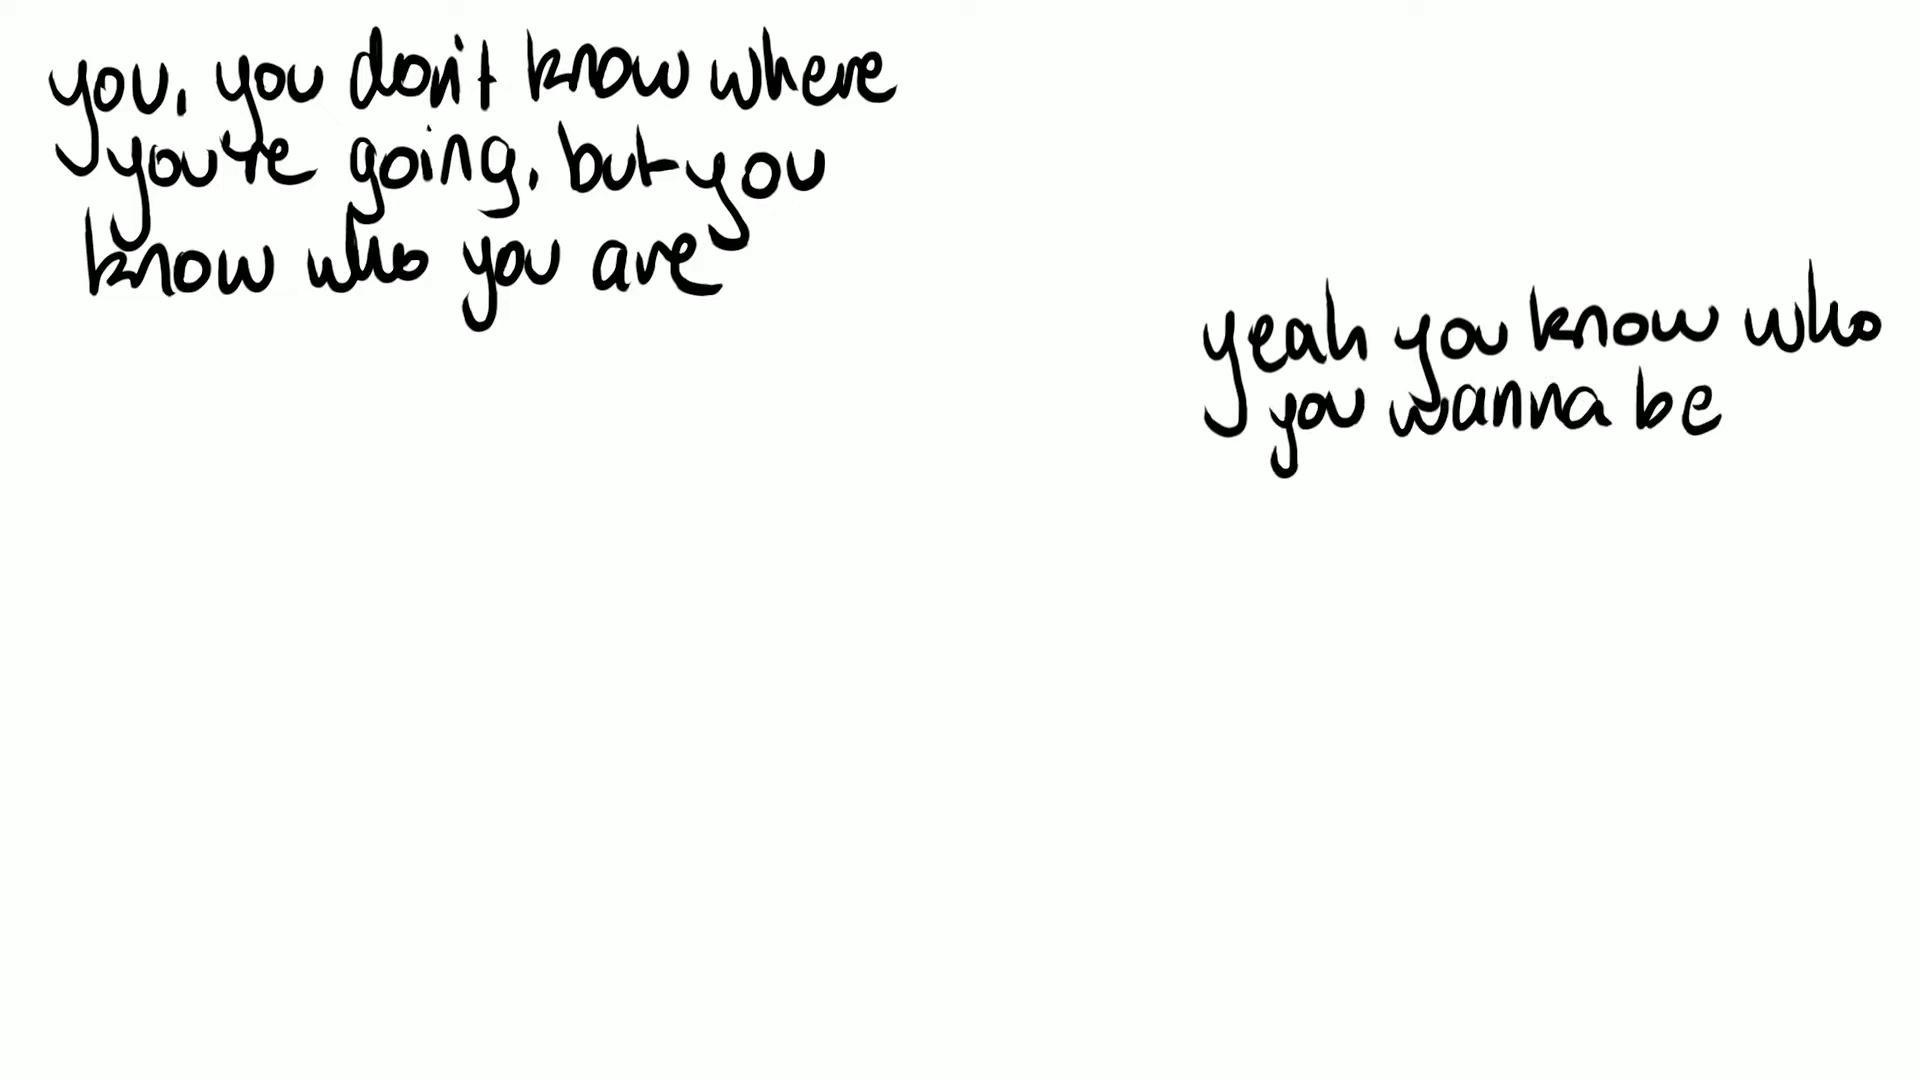 you, you don't know where
you're going, but you
know who you are
yeah you know who
you wanna be